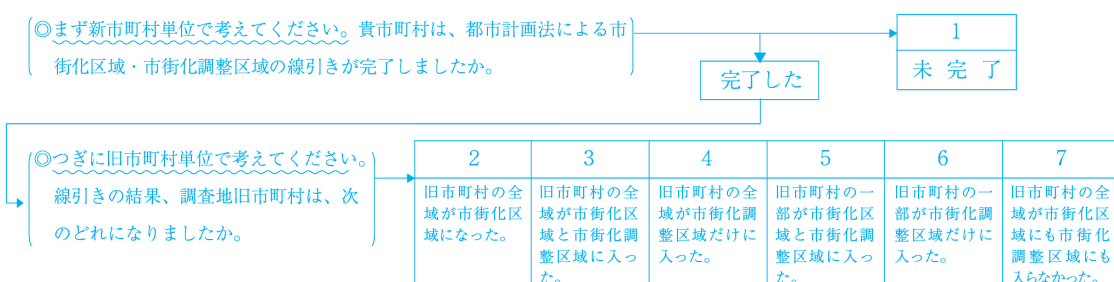 ◎まず新市町村単位で考えてください。貴市町村は、都市計画法による市
街化区域・市街化調整区域の線引きが完了しましたか。
1
未完了
完了した
◎つぎに旧市町村単位で考えてください。
線引きの結果、調査地旧市町村は、次
のどれになりましたか。
2
旧市町村の全
域が市街化区
域になった。
3
旧市町村の全
域が市街化区
域と市街化調
整区域に入っ
た。
4
旧市町村の全
域が市街化調
整区域だけに
入った。
5
旧市町村の一
部が市街化区
域と市街化調
整区域に入っ
た。
6
旧市町村の一
部が市街化調
整区域だけに
入った。
7
旧市町村の全
域が市街化区
域にも市街化
調整区域にも
入らなかった。